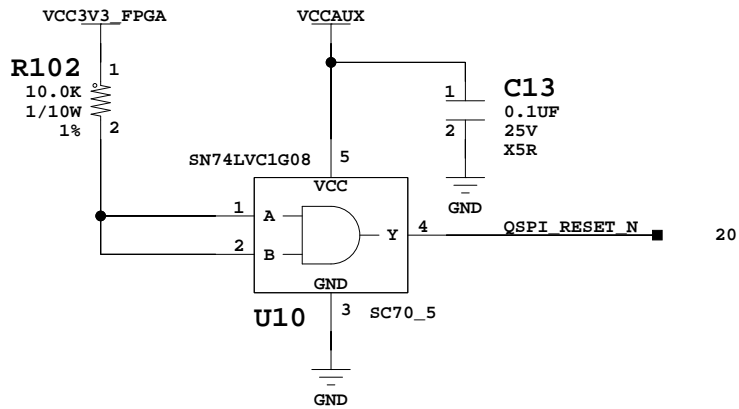 VCC3V3_FPGA
VCCAUX
R102
1
10.0K
1/10W
1%
2
C13
1
0.1UF
2
25V
X5R
GND
SN74LVC1G08
5
VCC
1
A
2
B
Y
4
QSPI_RESET_N
20
GND
U10
3
SC70_5
GND